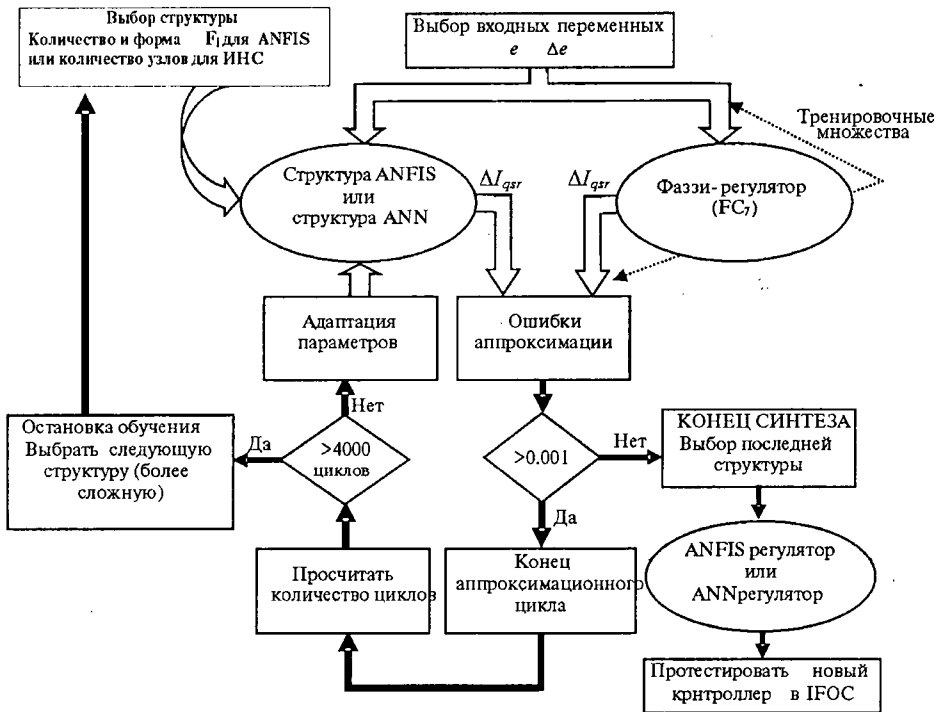 Выбор структуры
Количество и форма F₁ для ANFIS
или количество узлов для ИНС
Выбор входных переменных
e Δe
Тренировочные
множества
Структура ANFIS
или
структура ANN
ΔI_qsr
ΔI_qsr
Фаззи-регулятор
(FC₇)
Адаптация
параметров
Ошибки
аппроксимации
Нет
Остановка обучения
Выбрать следующую
структуру (более
сложную)
Да
>4000
циклов
>0.001
Нет
КОНЕЦ СИНТЕЗА
Выбор последней
структуры
Да
Просчитать
количество циклов
Конец
аппроксимационного
цикла
ANFIS регулятор
или
ANNрегулятор
Протестировать новый
крнтроллер в IFOC